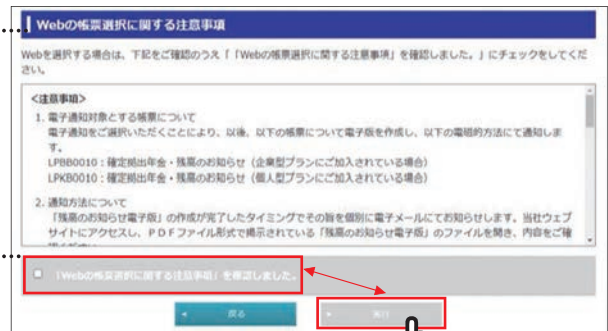 Webの帳票選択に関する注意事項
Webを選択する場合は、下記をご確認のうえ「「Webの帳票選択に関する注意事項」を確認しました。」にチェックをしてくだ
さい。
<注意事項>
1. 電子通知対象とする帳票について
電子通知をご選択いただくことにより、以後、以下の帳票について電子版を作成し、以下の電磁的方法にて通知しま
す。
LPBB0010：確定拠出年金・残高のお知らせ（企業型プランにご加入されている場合）
LPKB0010：確定拠出年金・残高のお知らせ（個人型プランにご加入されている場合）
2. 通知方法について
「残高のお知らせ電子版」の作成が完了したタイミングでその旨を個別に電子メールにてお知らせします。当社ウェブ
サイトにアクセスし、ＰＤＦファイル形式で掲示されている「残高のお知らせ電子版」のファイルを開き、内容をご確
「Webの帳票選択に関する注意事項」を確認しました。
戻る
実行